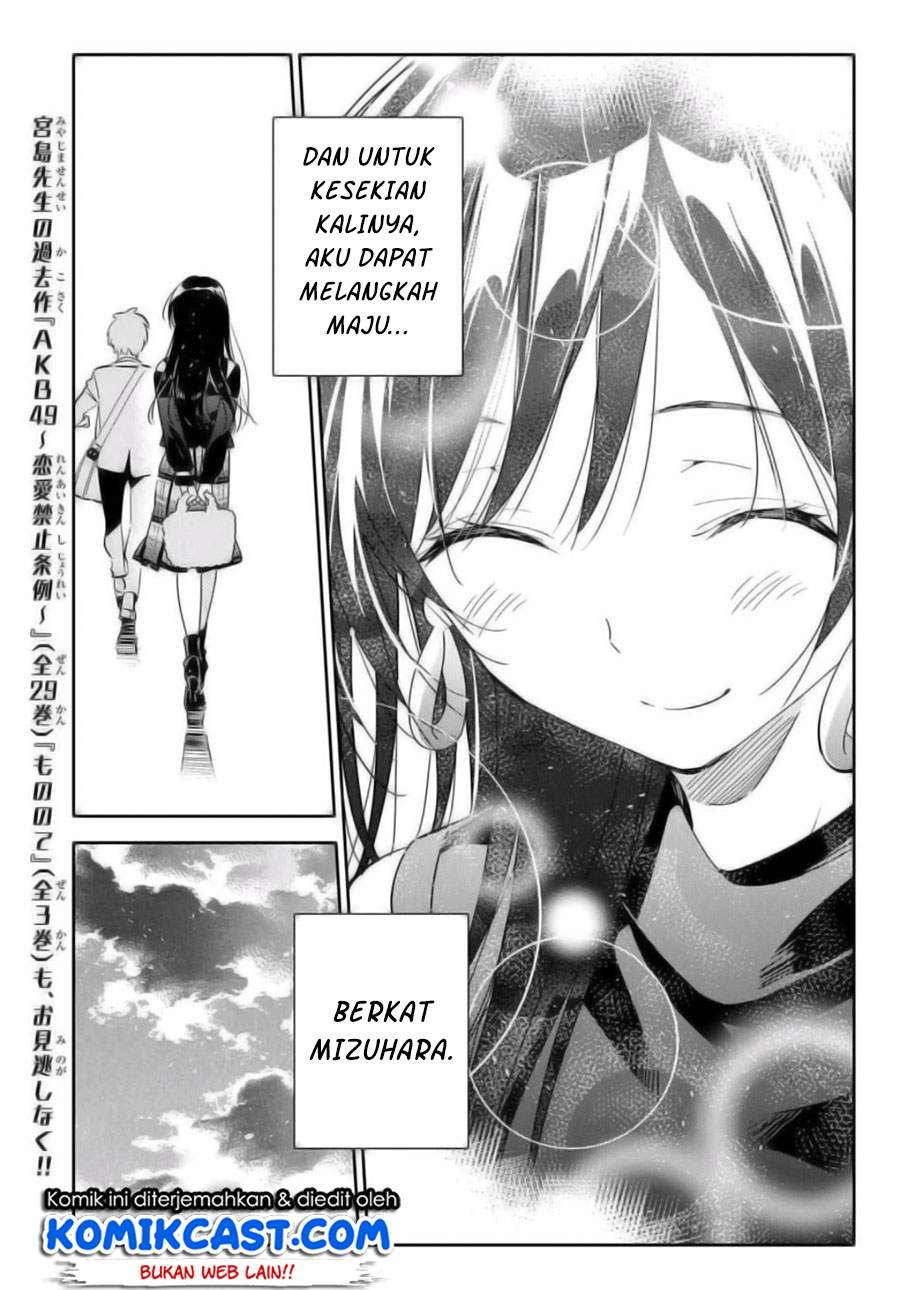 DAN UNTUK
KESEKIAN
KALINYA,
AKU DAPAT
MELANGKAH
MAJU...
BERKAT
MIZUHARA.
宮島先生の過去作『AKB49～恋愛禁止条例～』(全29巻)『もののて』(全3巻)も、お見逃しなく!!
Komik ini diterjemahkan & diedit oleh
KOMIKCAST.COM
BUKAN WEB LAIN!!